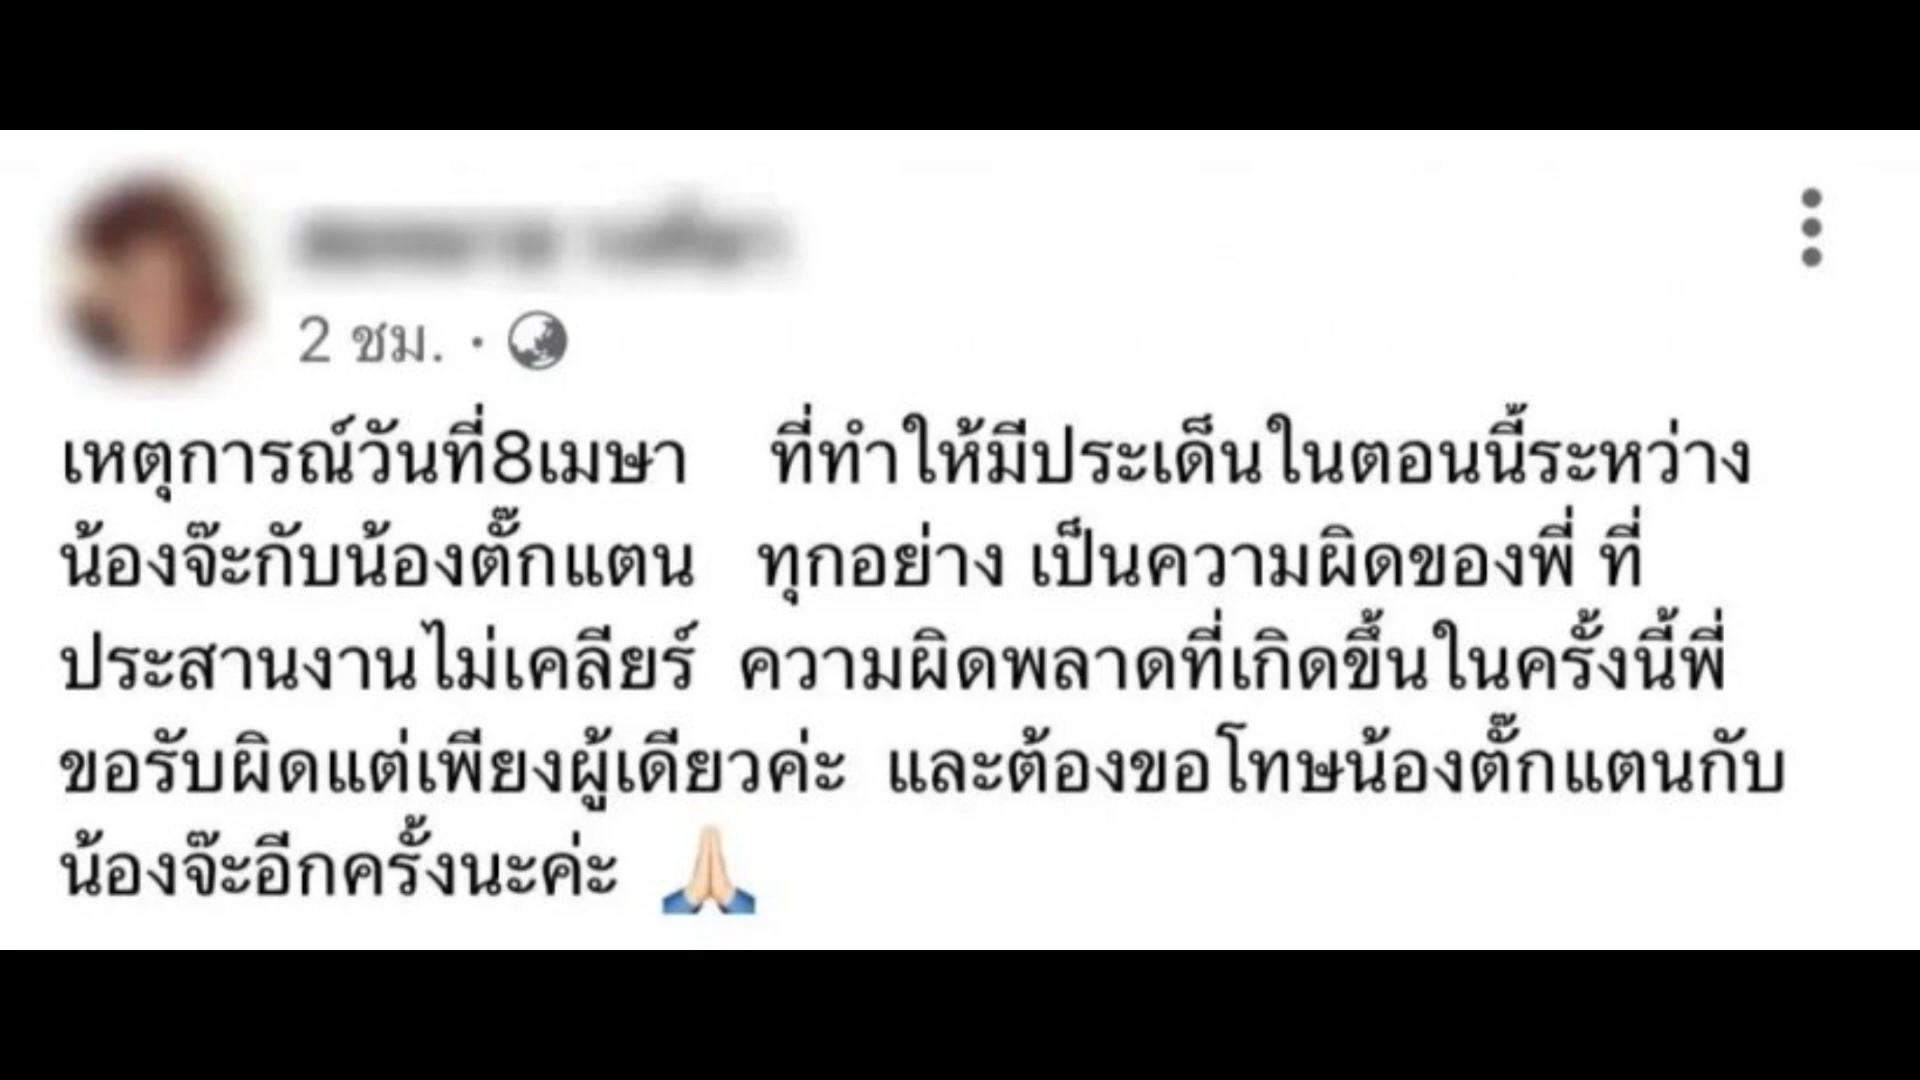 2 ชม. ·
เหตุการณ์วันที่8เมษา ที่ทำให้มีประเด็นในตอนนี้ระหว่าง
น้องจ๊ะกับน้องตั๊กแตน ทุกอย่าง เป็นความผิดของพี่ ที่
ประสานงานไม่เคลียร์ ความผิดพลาดที่เกิดขึ้นในครั้งนี้พี่
ขอรับผิดแต่เพียงผู้เดียวค่ะ และต้องขอโทษน้องตั๊กแตนกับ
น้องจ๊ะอีกครั้งนะค่ะ 🙏🏻